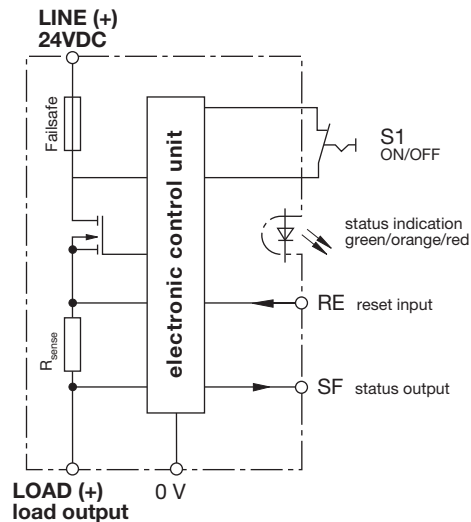 LINE (+)
24VDC
Failsafe
electronic control unit
S1
ON/OFF
status indication
green/orange/red
RE reset input
Rsense
SF status output
LOAD (+)
load output
0 V